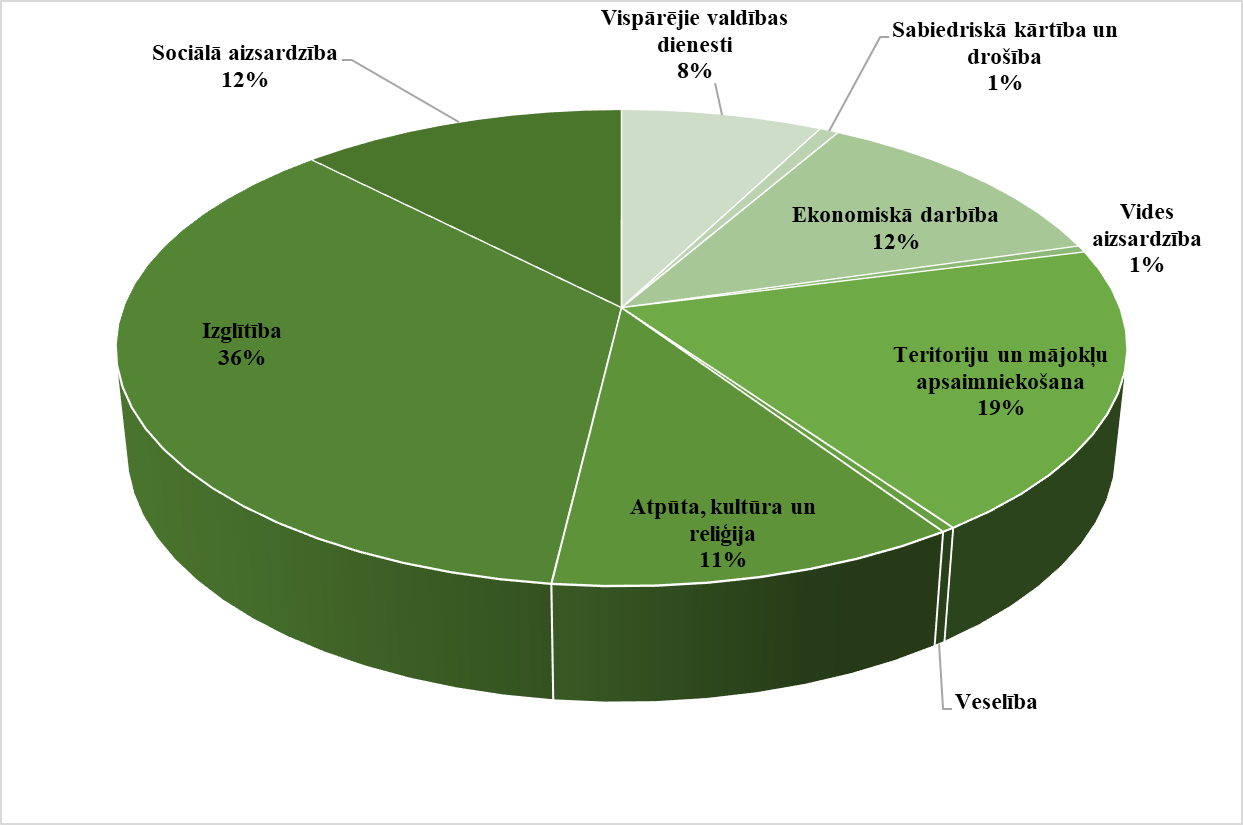 Vispārējie valdības
dienesti
8%
Sabiedriskā kārtība un
drošība
1%
Ekonomiskā darbība
12%
Vides
aizsardzība
1%
Teritoriju un mājokļu
apsaimniekošana
19%
Veselība
Atpūta, kultūra un
reliģija
11%
Izglītība
36%
Sociālā aizsardzība
12%